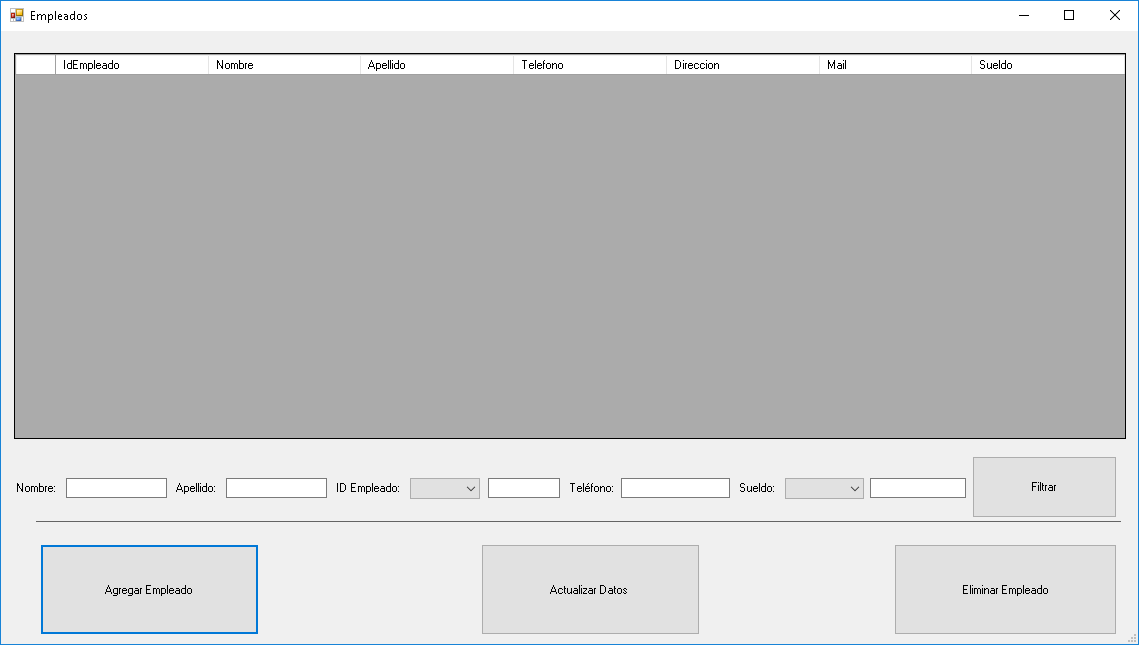 Empleados
IdEmpleado Nombre Apellido Telefono Direccion Mail Sueldo
Nombre: Apellido: ID Empleado: Teléfono: Sueldo: Filtrar
Agregar Empleado Actualizar Datos Eliminar Empleado